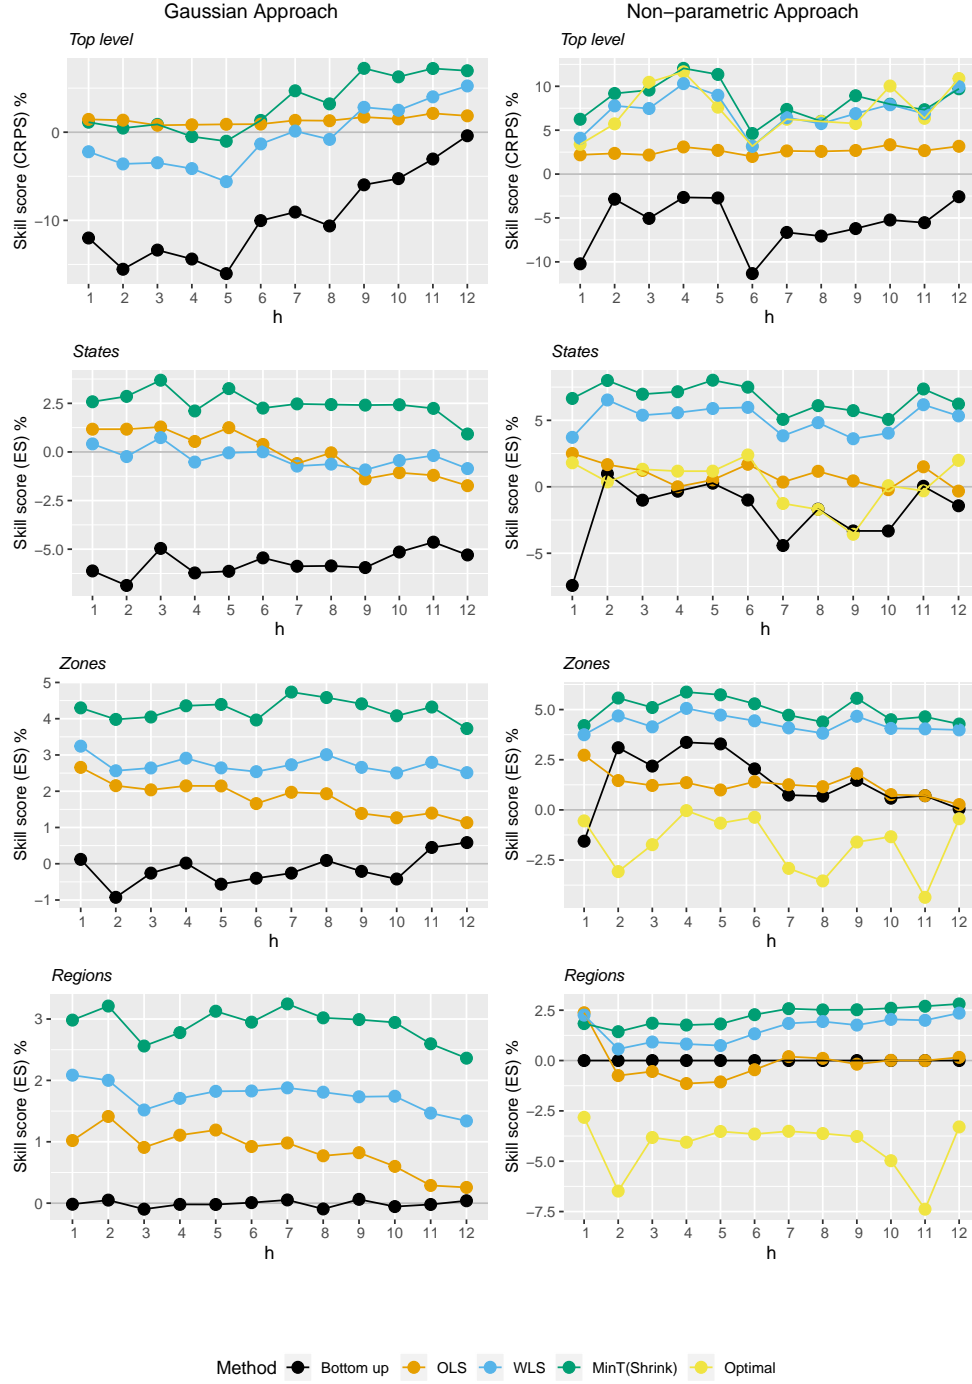 Gaussian Approach
Non−parametric Approach
Top level
Skill score (CRPS) %
0
−10
1 2 3 4 5 6 7 8 9 10 11 12
h
Top level
Skill score (CRPS) %
10
5
0
−5
−10
1 2 3 4 5 6 7 8 9 10 11 12
h
States
Skill score (ES) %
2.5
0.0
−2.5
−5.0
1 2 3 4 5 6 7 8 9 10 11 12
h
States
Skill score (ES) %
5
0
−5
1 2 3 4 5 6 7 8 9 10 11 12
h
Zones
Skill score (ES) %
5
4
3
2
1
0
−1
1 2 3 4 5 6 7 8 9 10 11 12
h
Zones
Skill score (ES) %
5.0
2.5
0.0
−2.5
1 2 3 4 5 6 7 8 9 10 11 12
h
Regions
Skill score (ES) %
3
2
1
0
1 2 3 4 5 6 7 8 9 10 11 12
h
Regions
Skill score (ES) %
2.5
0.0
−2.5
−5.0
−7.5
1 2 3 4 5 6 7 8 9 10 11 12
h
Method Bottom up OLS WLS MinT(Shrink) Optimal